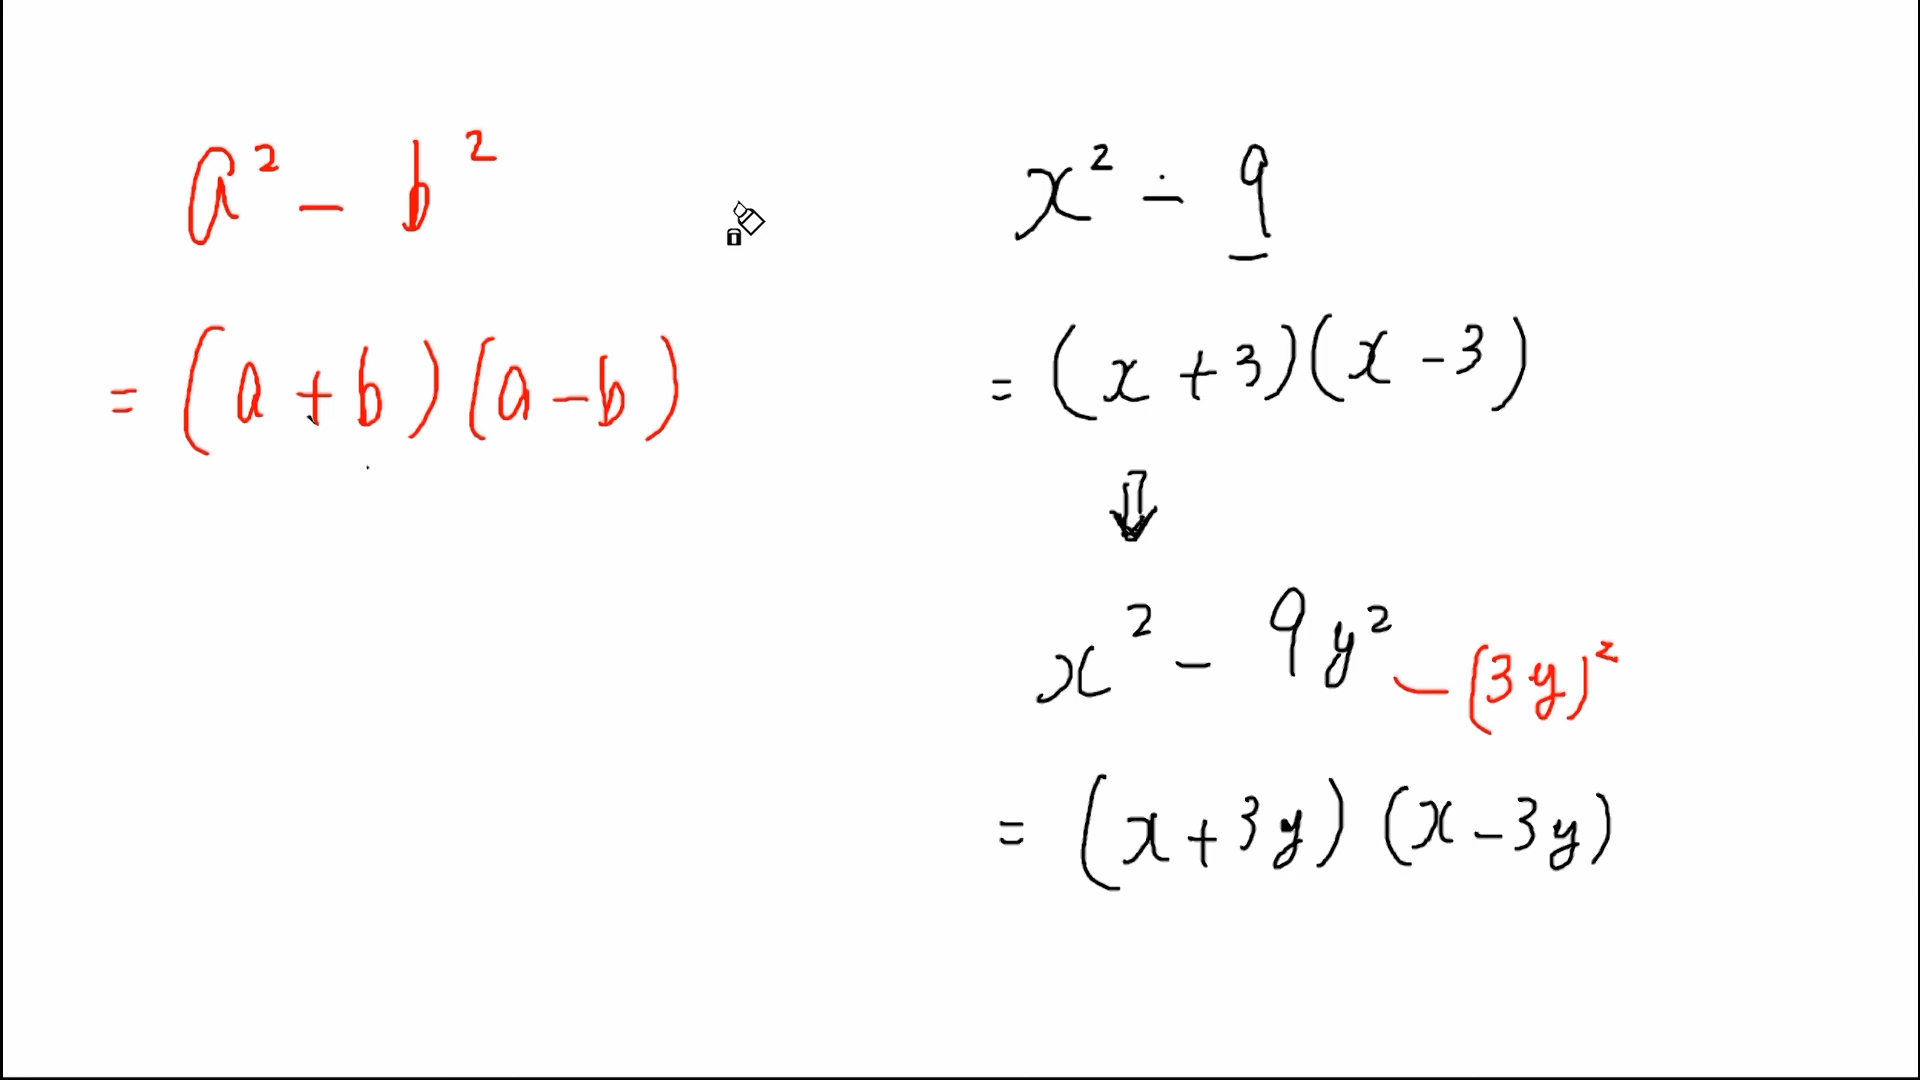 a² - b²
= (a + b)(a - b)
x² - 9
= (x + 3)(x - 3)
⇓
x² - 9y² - (3y)²
= (x + 3y)(x - 3y)